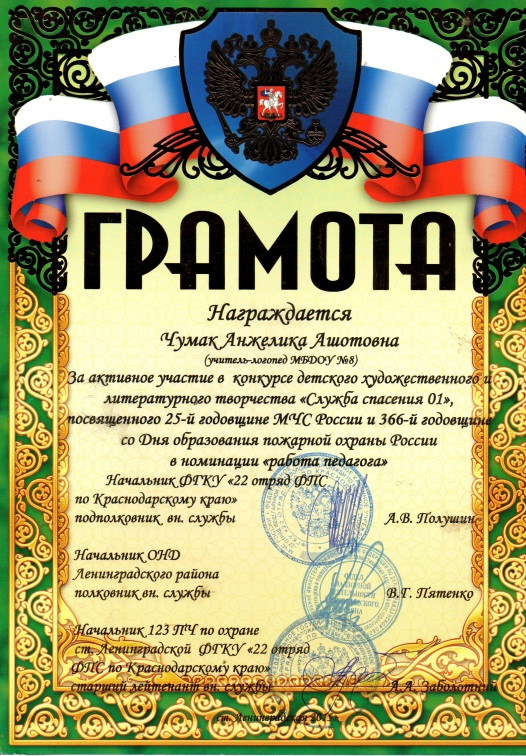 ГРАМОТА
Награждается
Чумак Анжелика Ашотовна
(учитель-логопед МБДОУ №8)
За активное участие в конкурсе детского художественного и
литературного творчества «Служба спасения 01»,
посвященного 25-й годовщине МЧС России и 366-й годовщине
со Дня образования пожарной охраны России
в номинации «работа педагога»
Начальник ФГКУ «22 отряд ФПС
по Краснодарскому краю»
подполковник вн. службы А.В. Полушин
Начальник ОНД
Ленинградского района
полковник вн. службы В.Г. Пятенко
Начальник 123 ПЧ по охране
ст. Ленинградской ФГКУ «22 отряд
ФПС по Краснодарскому краю»
старший лейтенант вн. службы А.А. Заболотний
ст. Ленинградская 2015г.
ОТДЕЛ